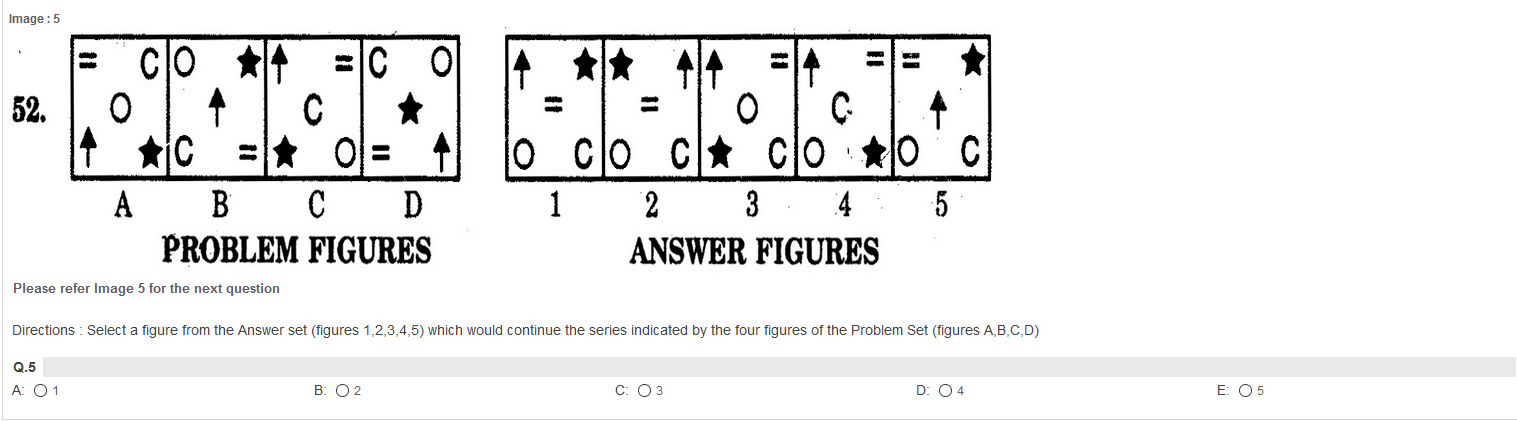 Image : 5
= C O ★ ↑ = C O ↑ ★ ★ ↑ ↑ = ↑ = = ★
52. O ↑ C ★ = = O C ↑
↑ ★ C = ★ O = ↑ O C O C ★ C O ★ O C
A B C D 1 2 3 4 5
PROBLEM FIGURES ANSWER FIGURES
Please refer Image 5 for the next question
Directions : Select a figure from the Answer set (figures 1,2,3,4,5) which would continue the series indicated by the four figures of the Problem Set (figures A,B,C,D)
Q.5
A: 1 B: 2 C: 3 D: 4 E: 5